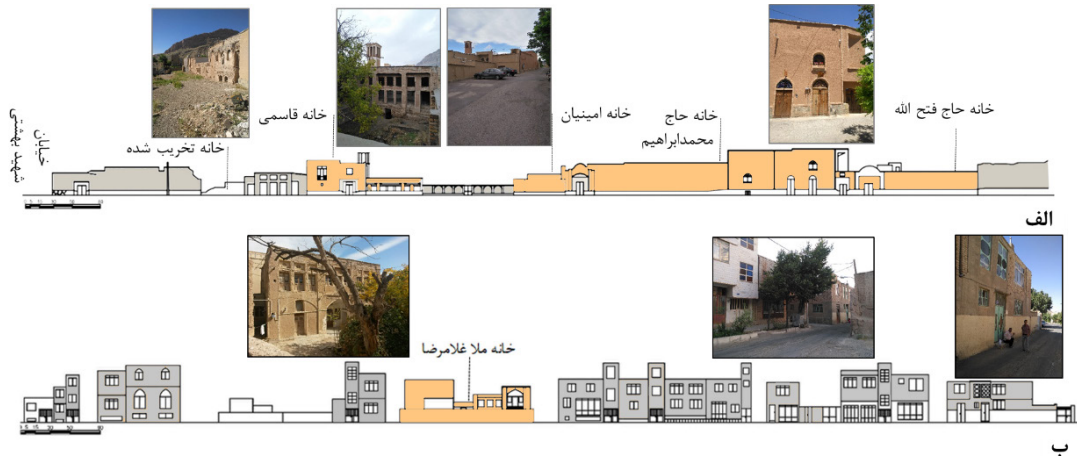 خانه قاسمی
خانه امینیان
خانه حاج
محمدابراهیم
خانه حاج فتح الله
خانه تخریب شده
خیابان
شهید بهشتی
الف
خانه ملا غلامرضا
ب